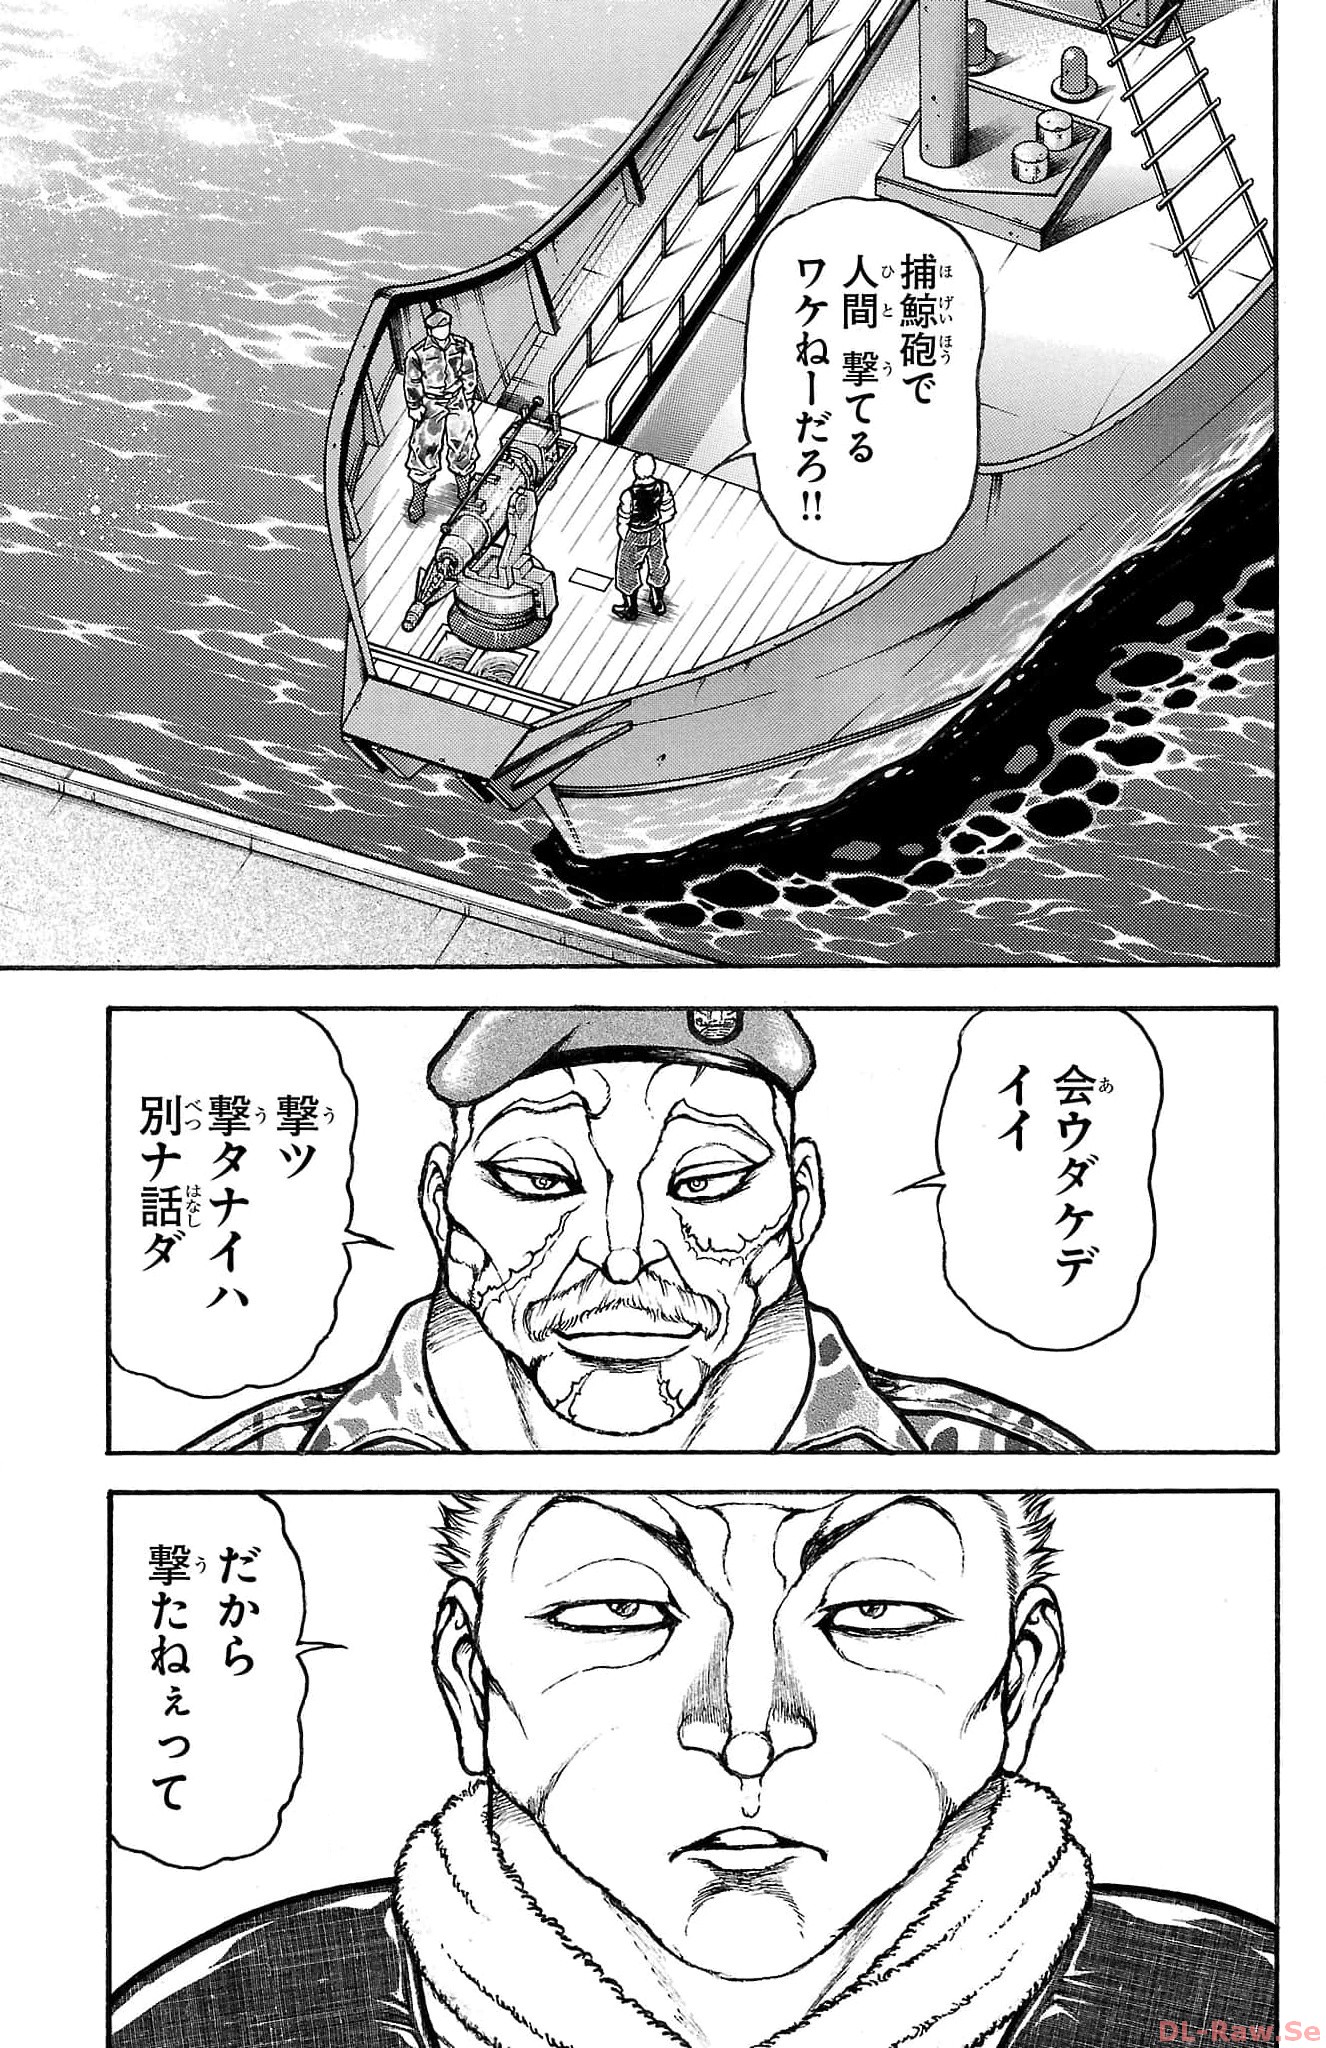 捕鯨砲で
人間 撃てる
ワケねーだろ!!
会ウダケデ
イイ
撃ツ
撃タナイハ
別ナ話ダ
だから
撃たねぇって
DL-Raw.Se